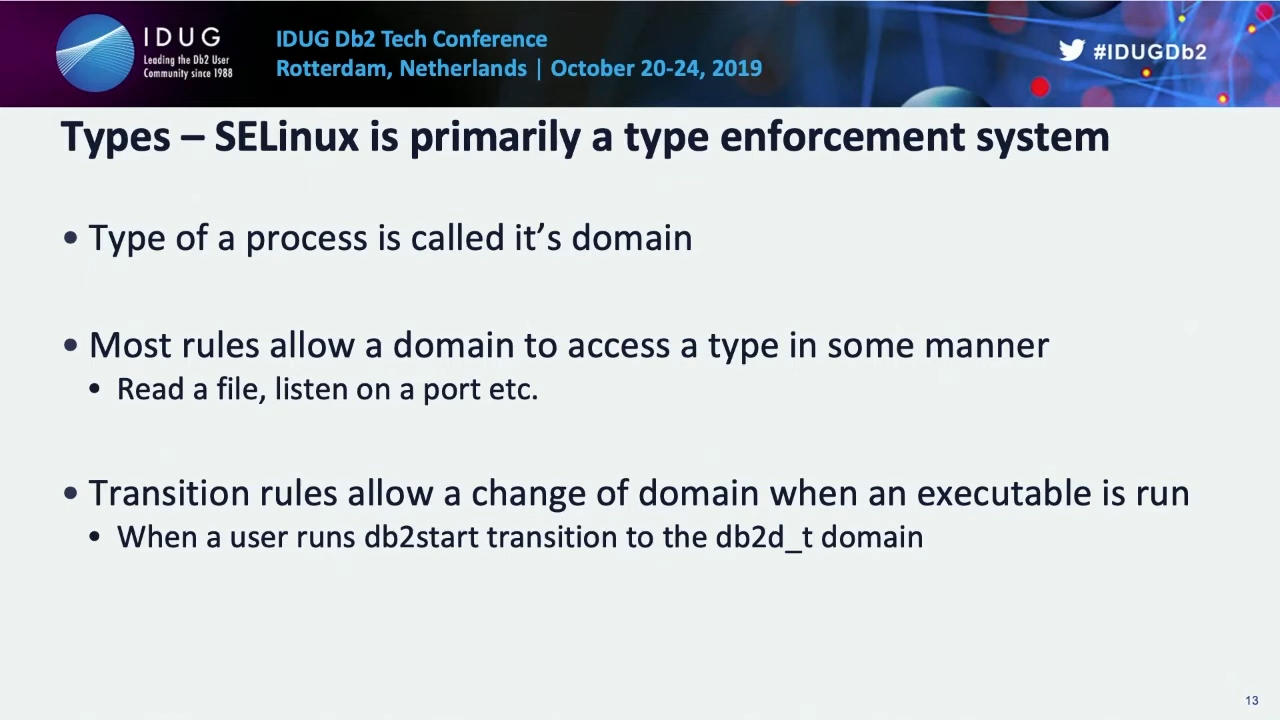 IDUG
Leading the Db2 User
Community since 1988
IDUG Db2 Tech Conference
Rotterdam, Netherlands | October 20-24, 2019
#IDUGDb2
Types – SELinux is primarily a type enforcement system
• Type of a process is called it’s domain
• Most rules allow a domain to access a type in some manner
• Read a file, listen on a port etc.
• Transition rules allow a change of domain when an executable is run
• When a user runs db2start transition to the db2d_t domain
13